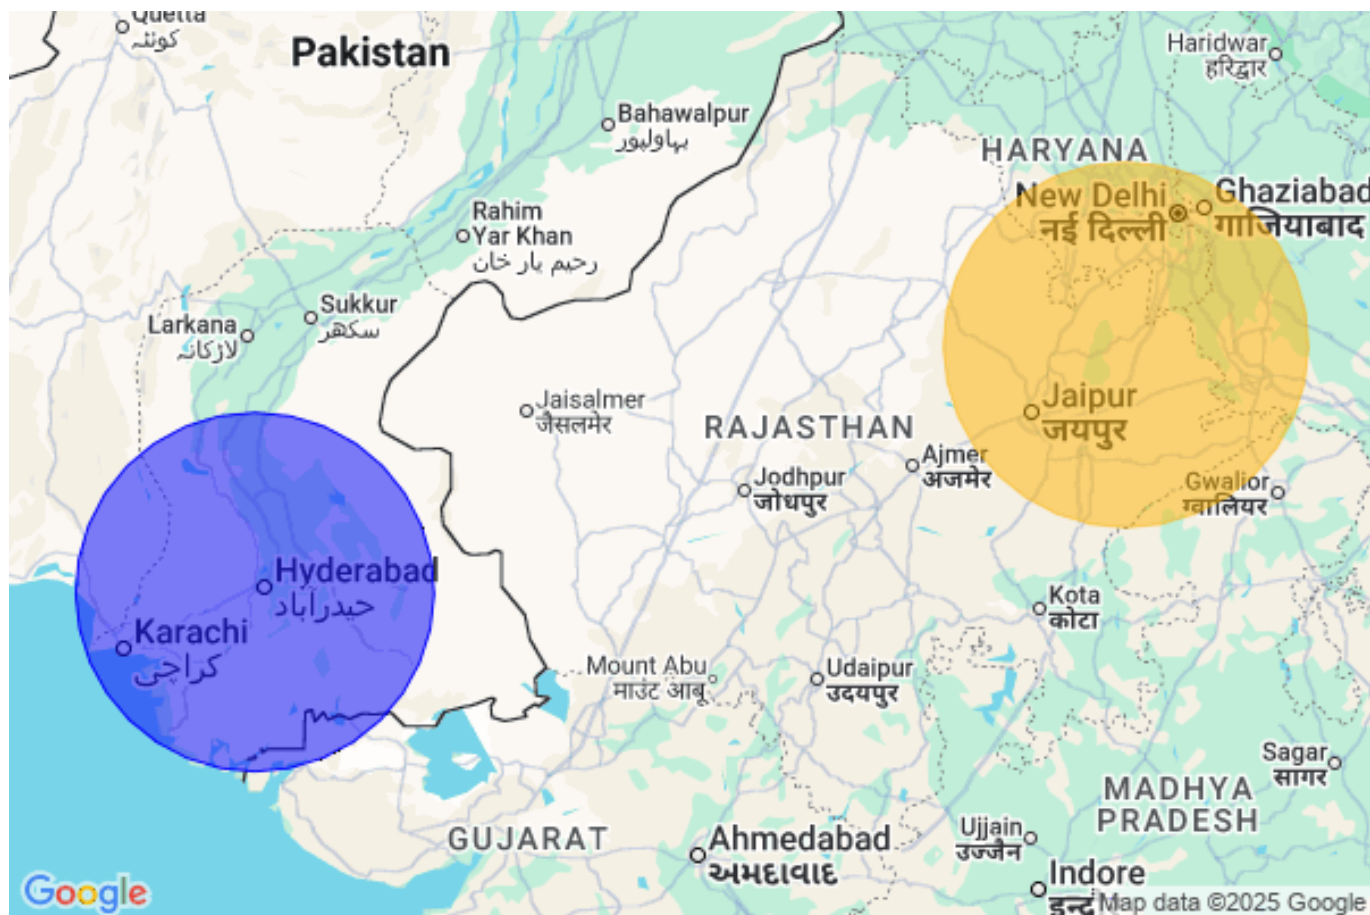 Quetta
کوئٹہ
Pakistan
Haridwar
हरिद्वार
Bahawalpur
بہاولپور
HARYANA
New Delhi
नई दिल्ली
Ghaziabad
गाजियाबाद
Rahim
Yar Khan
رحیم یار خان
Sukkur
سکھر
Larkana
لاڑکانہ
Jaisalmer
जैसलमेर
RAJASTHAN
Jaipur
जयपुर
Ajmer
अजमेर
Jodhpur
जोधपुर
Gwalior
ग्वालियर
Hyderabad
حیدرآباد
Karachi
کراچی
Kota
कोटा
Mount Abu
माउंट आबू
Udaipur
उदयपुर
Sagar
सागर
MADHYA
PRADESH
GUJARAT
Ahmedabad
અમદાવાદ
Ujjain
उज्जैन
Indore
Google
Map data ©2025 Google